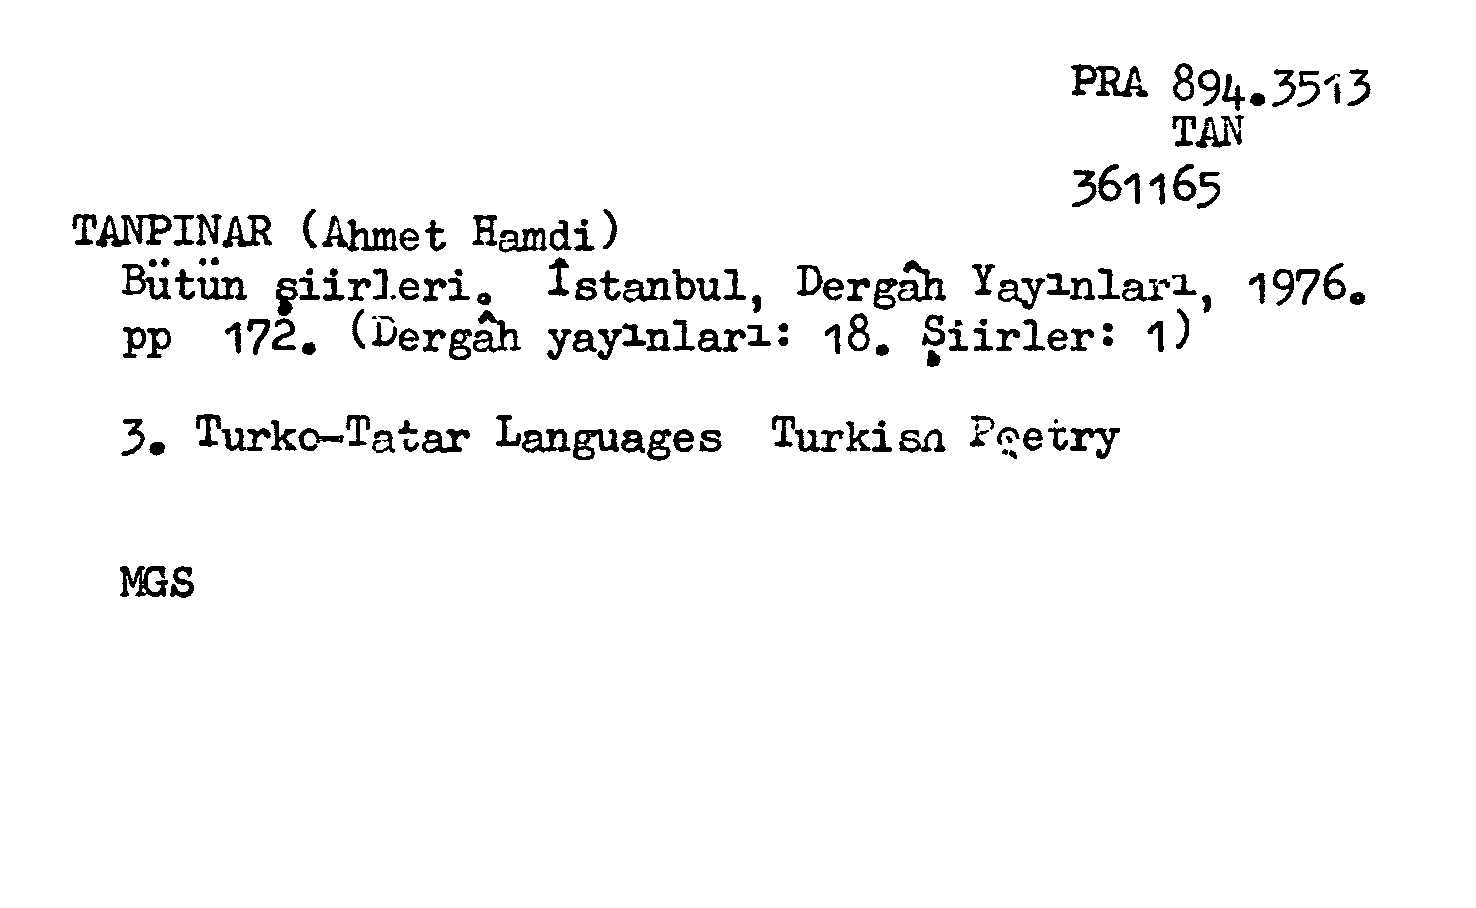 PRA 894.3513
TAN
361165
TANPINAR (Ahmet Hamdi)
Bütün şiirleri. İstanbul, Dergâh Yayınları, 1976.
pp 172. (Dergâh yayınları: 18. Şiirler: 1)
3. Turko-Tatar Languages Turkish Poetry
MGS